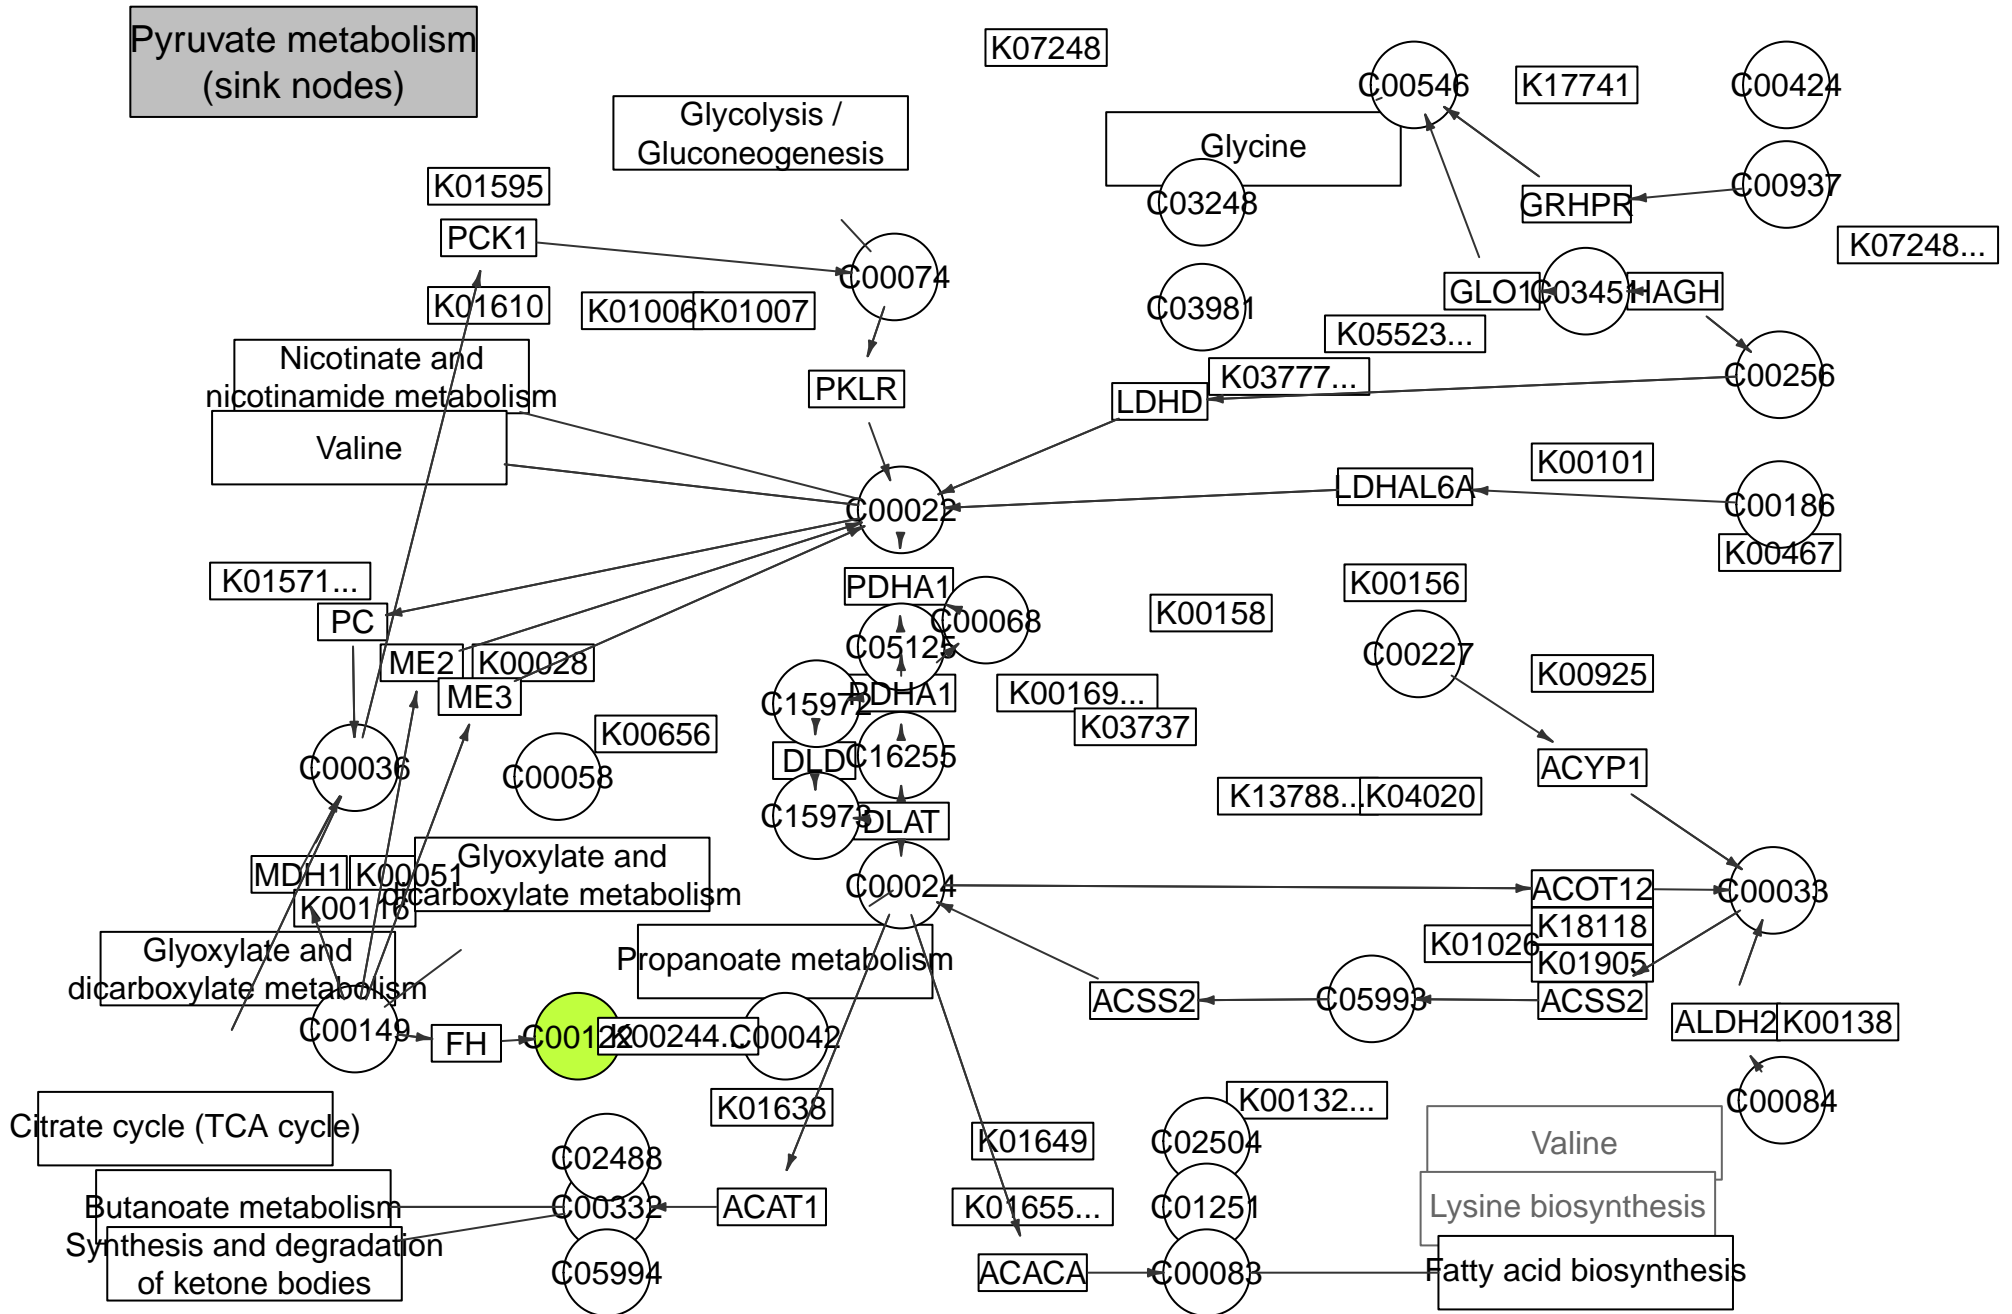 Pyruvate metabolism
(sink nodes)
K07248
C00546
K17741
C00424
Glycolysis /
Gluconeogenesis
Glycine
K01595
C03248
GRHPR
C00937
PCK1
K07248...
C00074
K01610
K01006
K01007
C03981
GLO1
C03451
HAGH
K05523...
Nicotinate and
nicotinamide metabolism
PKLR
K03777...
LDHD
C00256
Valine
K00101
C00022
LDHAL6A
C00186
K00467
K01571...
PDHA1
K00156
PC
C00068
K00158
C05125
C00227
ME2
K00028
ME3
PDHA1
K00169...
K00925
C15972
K03737
K00656
C00036
C00058
DLD
C16255
ACYP1
K13788...
K04020
C15973
DLAT
MDH1
K00051
Glyoxylate and
dicarboxylate metabolism
C00024
ACOT12
C00033
K00116
K18118
Glyoxylate and
dicarboxylate metabolism
Propanoate metabolism
K01026
K01905
C00149
FH
C00122
K00244...
C00042
ACSS2
C05993
ACSS2
ALDH2
K00138
K01638
K00132...
C00084
Citrate cycle (TCA cycle)
C02488
K01649
C02504
Valine
Butanoate metabolism
C00332
ACAT1
K01655...
C01251
Lysine biosynthesis
Synthesis and degradation
of ketone bodies
C05994
ACACA
C00083
Fatty acid biosynthesis